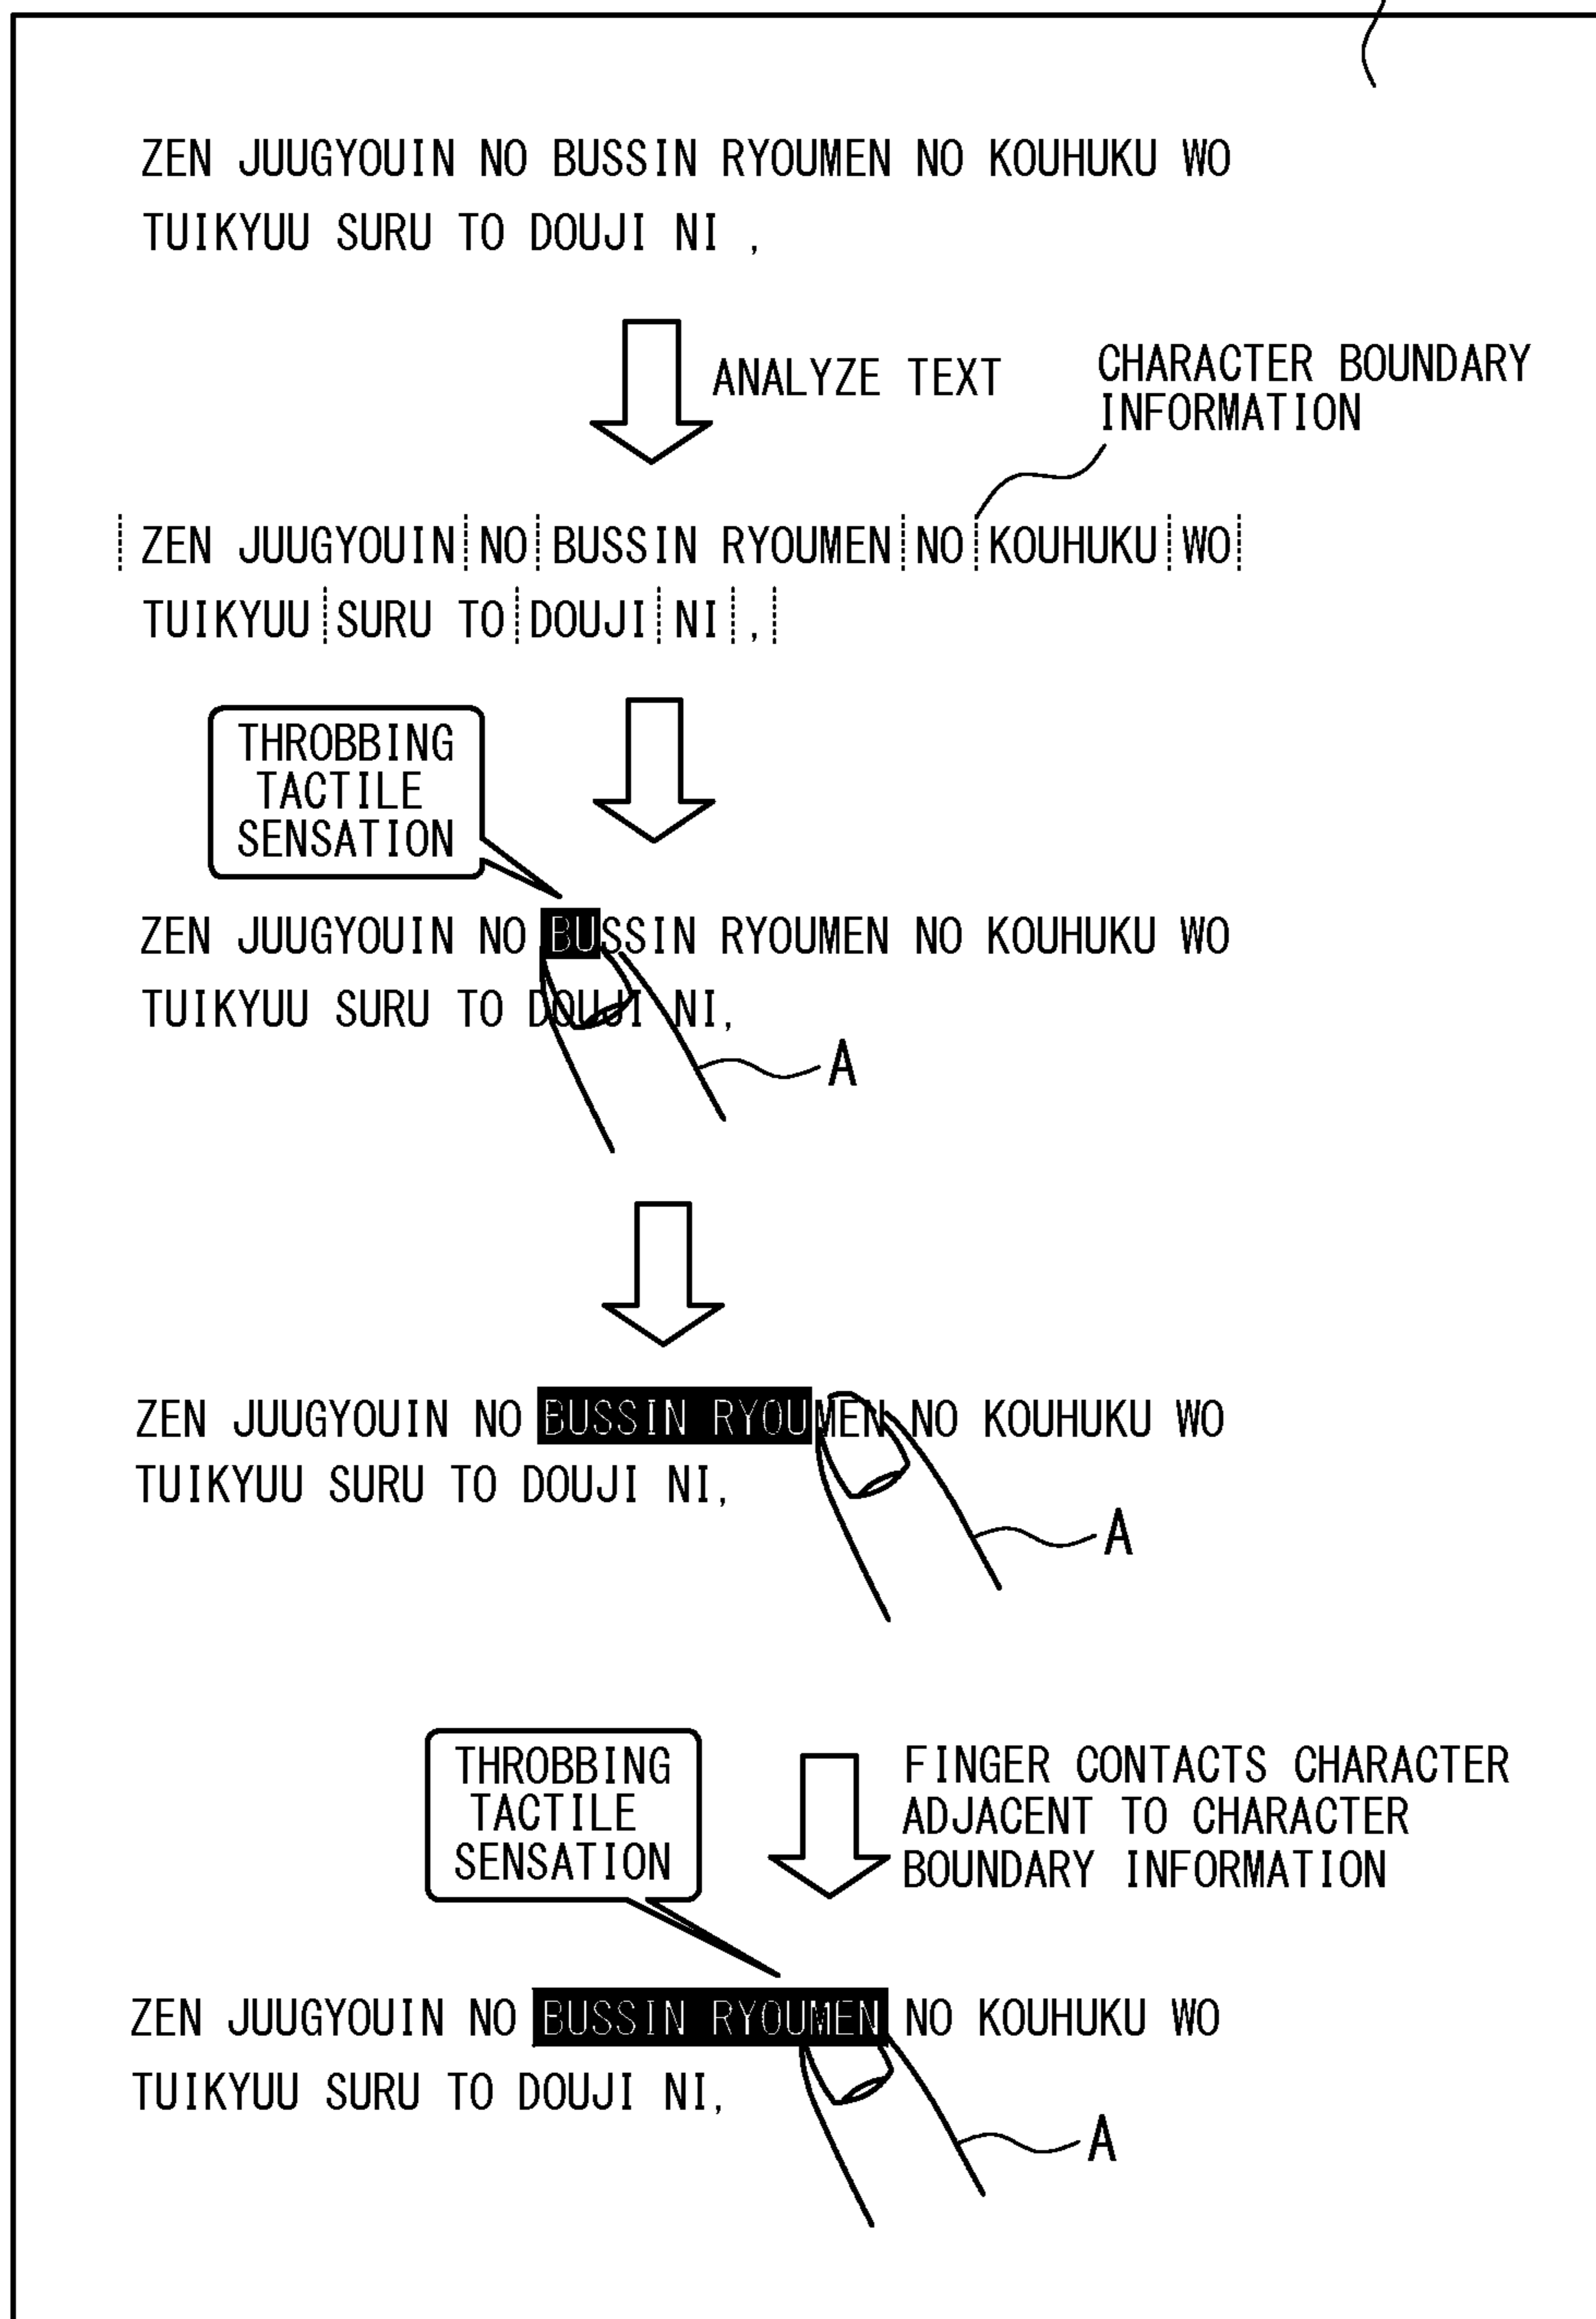 ZEN JUUGYOUIN NO BUSSIN RYOUMEN NO KOUHUKU WO
TUIKYUU SURU TO DOUJI NI ,
ANALYZE TEXT
CHARACTER BOUNDARY
INFORMATION
ZEN JUUGYOUIN NO BUSSIN RYOUMEN NO KOUHUKU WO
TUIKYUU SURU TO DOUJI NI ,
THROBBING
TACTILE
SENSATION
ZEN JUUGYOUIN NO BUSSIN RYOUMEN NO KOUHUKU WO
TUIKYUU SURU TO DOUJI NI,
A
ZEN JUUGYOUIN NO BUSSIN RYOUMEN NO KOUHUKU WO
TUIKYUU SURU TO DOUJI NI,
A
THROBBING
TACTILE
SENSATION
FINGER CONTACTS CHARACTER
ADJACENT TO CHARACTER
BOUNDARY INFORMATION
ZEN JUUGYOUIN NO BUSSIN RYOUMEN NO KOUHUKU WO
TUIKYUU SURU TO DOUJI NI,
A